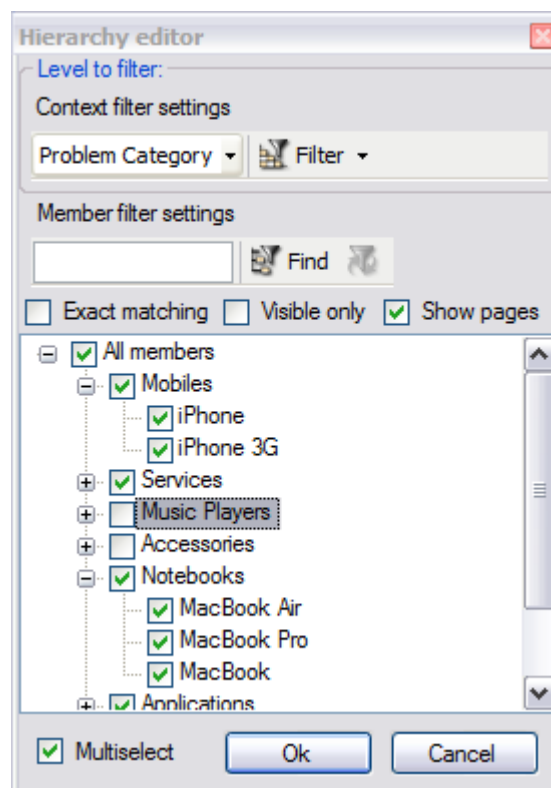 Hierarchy editor
Level to filter:
Context filter settings
Problem Category Filter
Member filter settings
Find
Exact matching Visible only Show pages
All members
Mobiles
iPhone
iPhone 3G
Services
Music Players
Accessories
Notebooks
MacBook Air
MacBook Pro
MacBook
Applications
Multiselect Ok Cancel